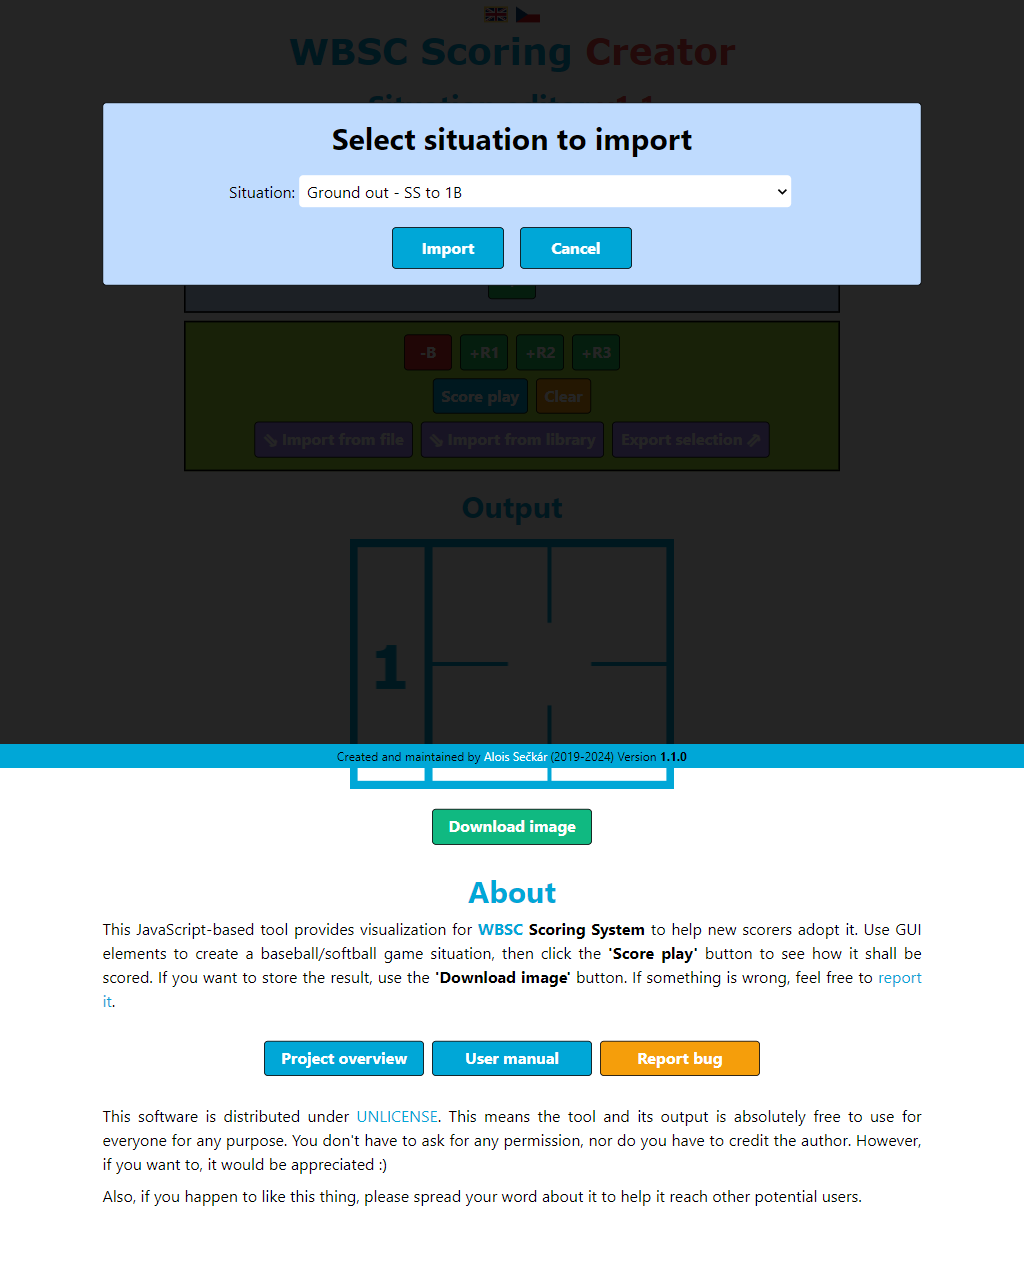 WBSC Scoring Creator
Select situation to import
Situation: Ground out - SS to 1B
Import Cancel
-B +R1 +R2 +R3
Score play Clear
⇘ Import from file ⇘ Import from library Export selection ⇗
Output
1
Created and maintained by Alois Sečkár (2019-2024) Version 1.1.0
Download image
About
This JavaScript-based tool provides visualization for WBSC Scoring System to help new scorers adopt it. Use GUI
elements to create a baseball/softball game situation, then click the 'Score play' button to see how it shall be
scored. If you want to store the result, use the 'Download image' button. If something is wrong, feel free to report
it.
Project overview User manual Report bug
This software is distributed under UNLICENSE. This means the tool and its output is absolutely free to use for
everyone for any purpose. You don't have to ask for any permission, nor do you have to credit the author. However,
if you want to, it would be appreciated :)
Also, if you happen to like this thing, please spread your word about it to help it reach other potential users.